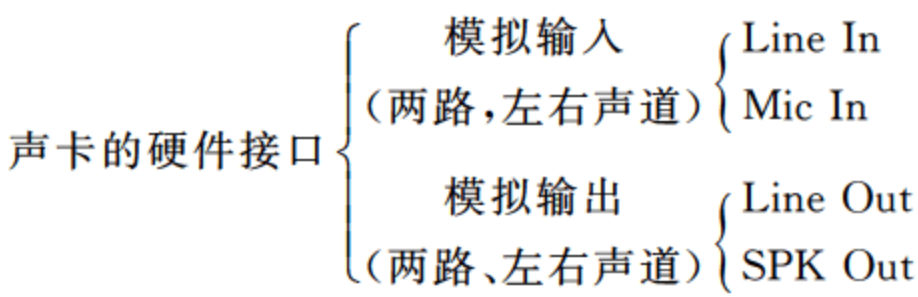 声卡的硬件接口
模拟输入
(两路,左右声道)
Line In
Mic In
模拟输出
(两路、左右声道)
Line Out
SPK Out